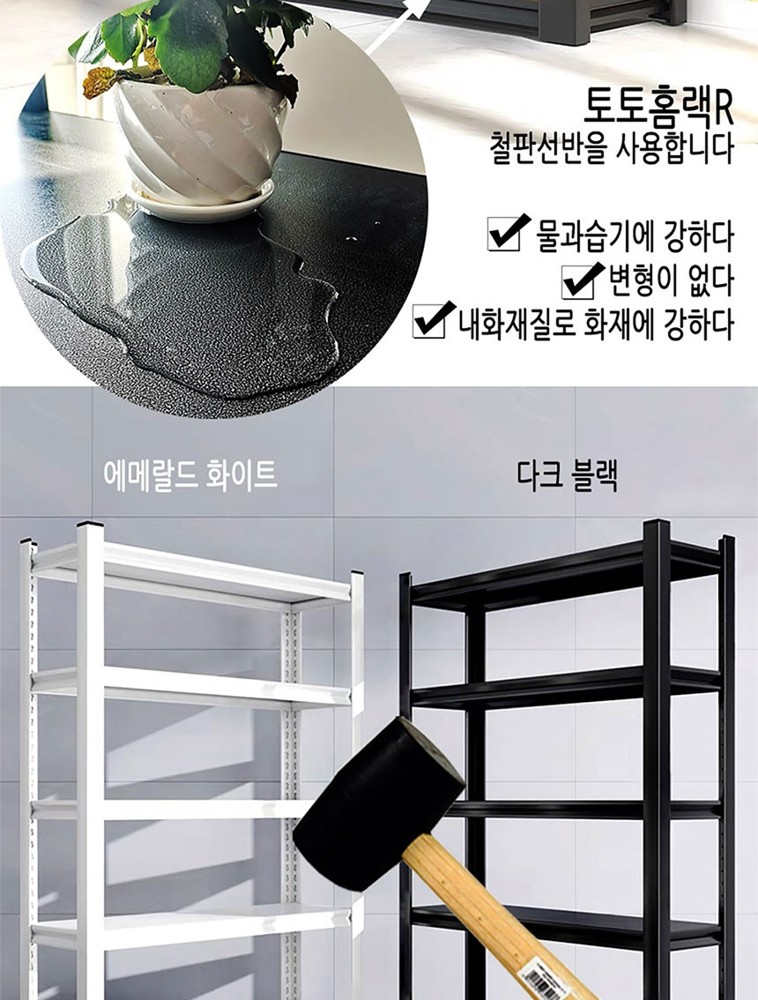 토토홈랙R
철판선반을 사용합니다
물과습기에 강하다
변형이 없다
내화재질로 화재에 강하다
에메랄드 화이트
다크 블랙